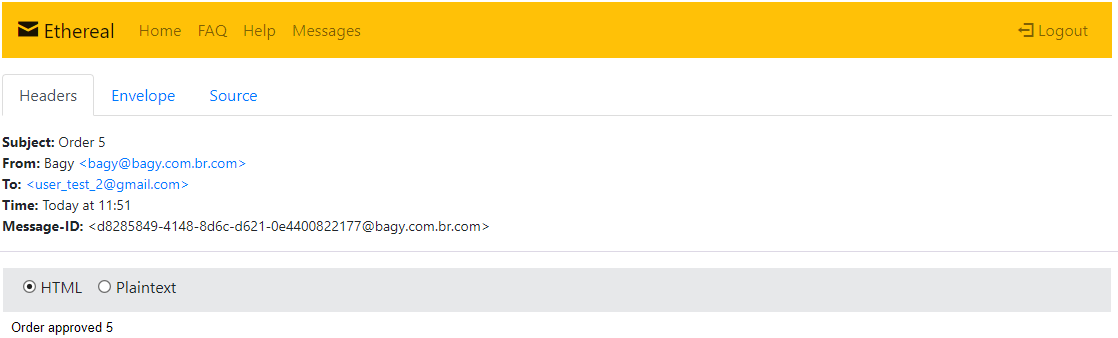 Ethereal Home FAQ Help Messages Logout
Headers Envelope Source
Subject: Order 5
From: Bagy <bagy@bagy.com.br.com>
To: <user_test_2@gmail.com>
Time: Today at 11:51
Message-ID: <d8285849-4148-8d6c-d621-0e4400822177@bagy.com.br.com>
HTML Plaintext
Order approved 5